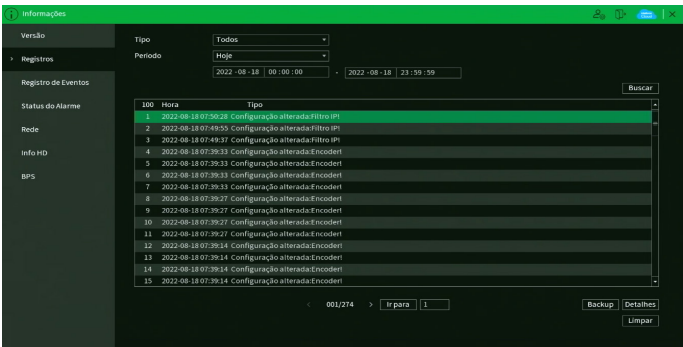 Informações
Versão
Registros
Registro de Eventos
Status do Alarme
Rede
Info HD
BPS
Tipo Todos
Período Hoje
2022 -08 -18 00 : 00 : 00 - 2022 -08 -18 23 : 59 : 59
Buscar
100 Hora Tipo
1 2022-08-18 07:50:28 Configuração alterada:Filtro IP!
2 2022-08-18 07:49:55 Configuração alterada:Filtro IP!
3 2022-08-18 07:49:37 Configuração alterada:Filtro IP!
4 2022-08-18 07:39:33 Configuração alterada:Encoder!
5 2022-08-18 07:39:33 Configuração alterada:Encoder!
6 2022-08-18 07:39:33 Configuração alterada:Encoder!
7 2022-08-18 07:39:33 Configuração alterada:Encoder!
8 2022-08-18 07:39:27 Configuração alterada:Encoder!
9 2022-08-18 07:39:27 Configuração alterada:Encoder!
10 2022-08-18 07:39:27 Configuração alterada:Encoder!
11 2022-08-18 07:39:27 Configuração alterada:Encoder!
12 2022-08-18 07:39:14 Configuração alterada:Encoder!
13 2022-08-18 07:39:14 Configuração alterada:Encoder!
14 2022-08-18 07:39:14 Configuração alterada:Encoder!
15 2022-08-18 07:39:14 Configuração alterada:Encoder!
< 001/274 > Ir para 1
Backup Detalhes
Limpar